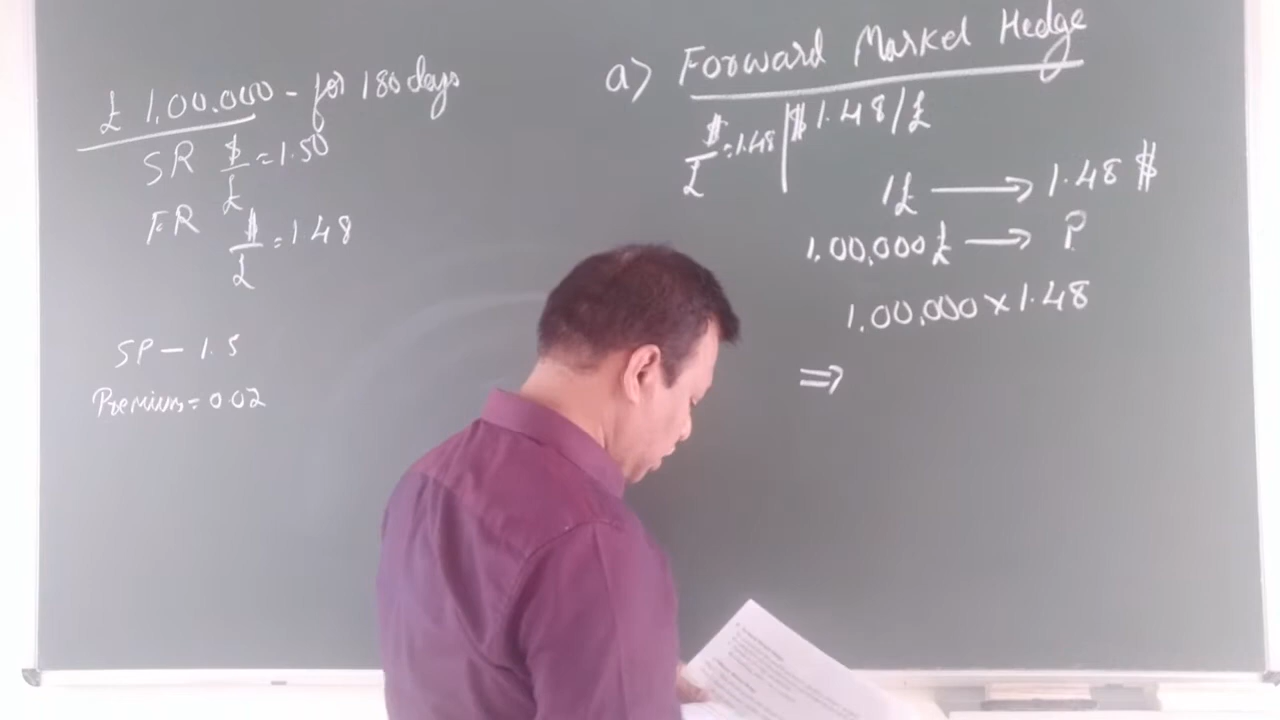 £ 1,00,000 - for 180 days
SR $/£ = 1.50
FR $/£ = 1.48
SP - 1.5
Premium = 0.02
a) Forward Market Hedge
$/£ = 1.48 | $ 1.48/£
1£ → 1.48 $
1,00,000 £ → ?
1,00,000 × 1.48
⇒